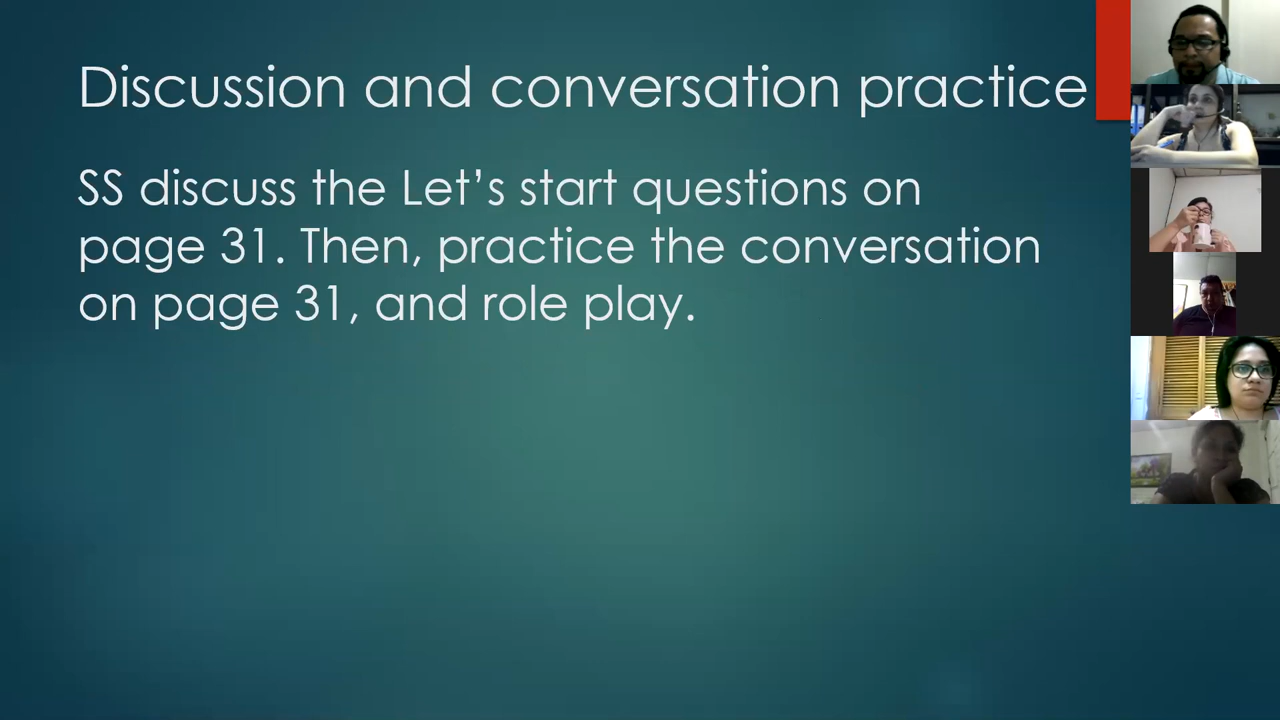 Discussion and conversation practice
SS discuss the Let’s start questions on
page 31. Then, practice the conversation
on page 31, and role play.